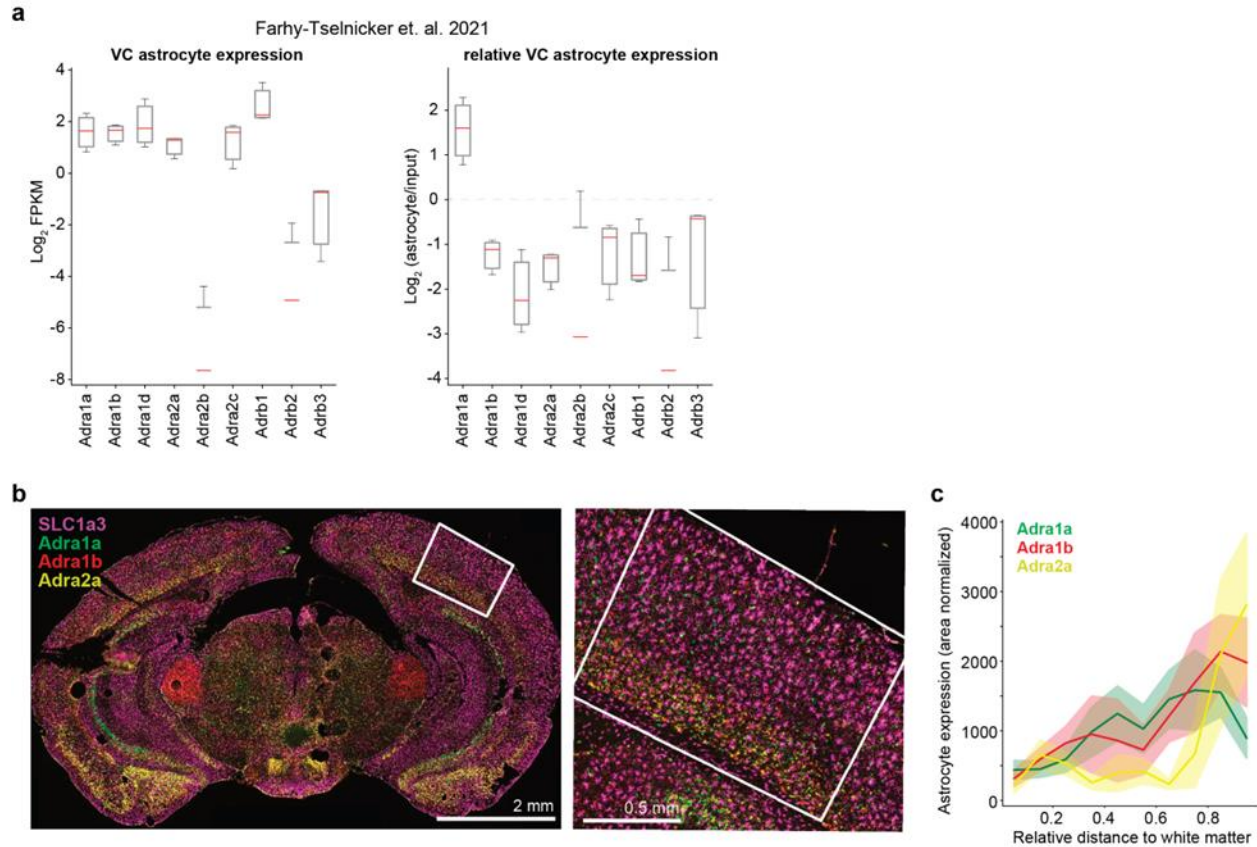 a
Farhy-Tselnicker et. al. 2021
VC astrocyte expression
4
2
0
-2
-4
-6
-8
Log2 FPKM
Adra1a
Adra1b
Adra1d
Adra2a
Adra2b
Adra2c
Adrb1
Adrb2
Adrb3
relative VC astrocyte expression
2
1
0
-1
-2
-3
-4
Log2 (astrocyte/input)
Adra1a
Adra1b
Adra1d
Adra2a
Adra2b
Adra2c
Adrb1
Adrb2
Adrb3
b
SLC1a3
Adra1a
Adra1b
Adra2a
2 mm
0.5 mm
c
Adra1a
Adra1b
Adra2a
4000
3000
2000
1000
0
Astrocyte expression (area normalized)
0.2 0.4 0.6 0.8
Relative distance to white matter